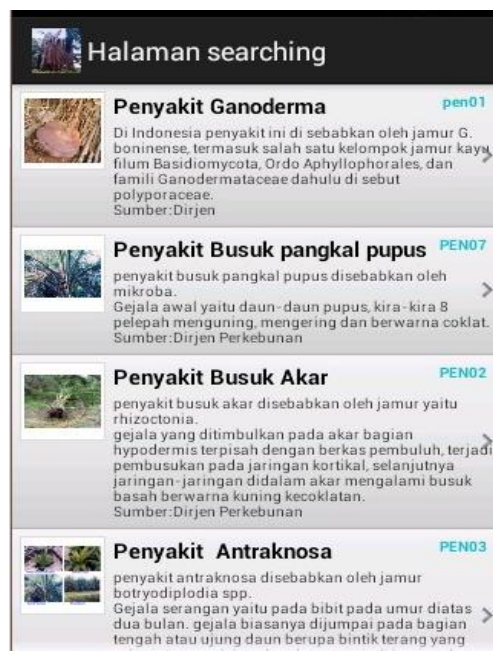 Halaman searching
Penyakit Ganoderma
pen01
Di Indonesia penyakit ini di sebabkan oleh jamur G.
boninense, termasuk salah satu kelompok jamur kayu,
filum Basidiomycota, Ordo Aphyllophorales, dan
famili Ganodermataceae dahulu di sebut
polyporaceae.
Sumber:Dirjen
Penyakit Busuk pangkal pupus
PEN07
penyakit busuk pangkal pupus disebabkan oleh
mikroba.
Gejala awal yaitu daun-daun pupus, kira-kira 8
pelepah menguning, mengering dan berwarna coklat.
Sumber:Dirjen Perkebunan
Penyakit Busuk Akar
PEN02
penyakit busuk akar disebabkan oleh jamur yaitu
rhizoctonia.
gejala yang ditimbulkan pada akar bagian
hypodermis terpisah dengan berkas pembuluh, terjadi
pembusukan pada jaringan kortikal, selanjutnya
jaringan-jaringan didalam akar mengalami busuk
basah berwarna kuning kecoklatan.
Sumber:Dirjen Perkebunan
Penyakit Antraknosa
PEN03
penyakit antraknosa disebabkan oleh jamur
botryodiplodia spp.
Gejala serangan yaitu pada bibit pada umur diatas
dua bulan. gejala biasanya dijumpai pada bagian
tengah atau ujung daun berupa bintik terang yang